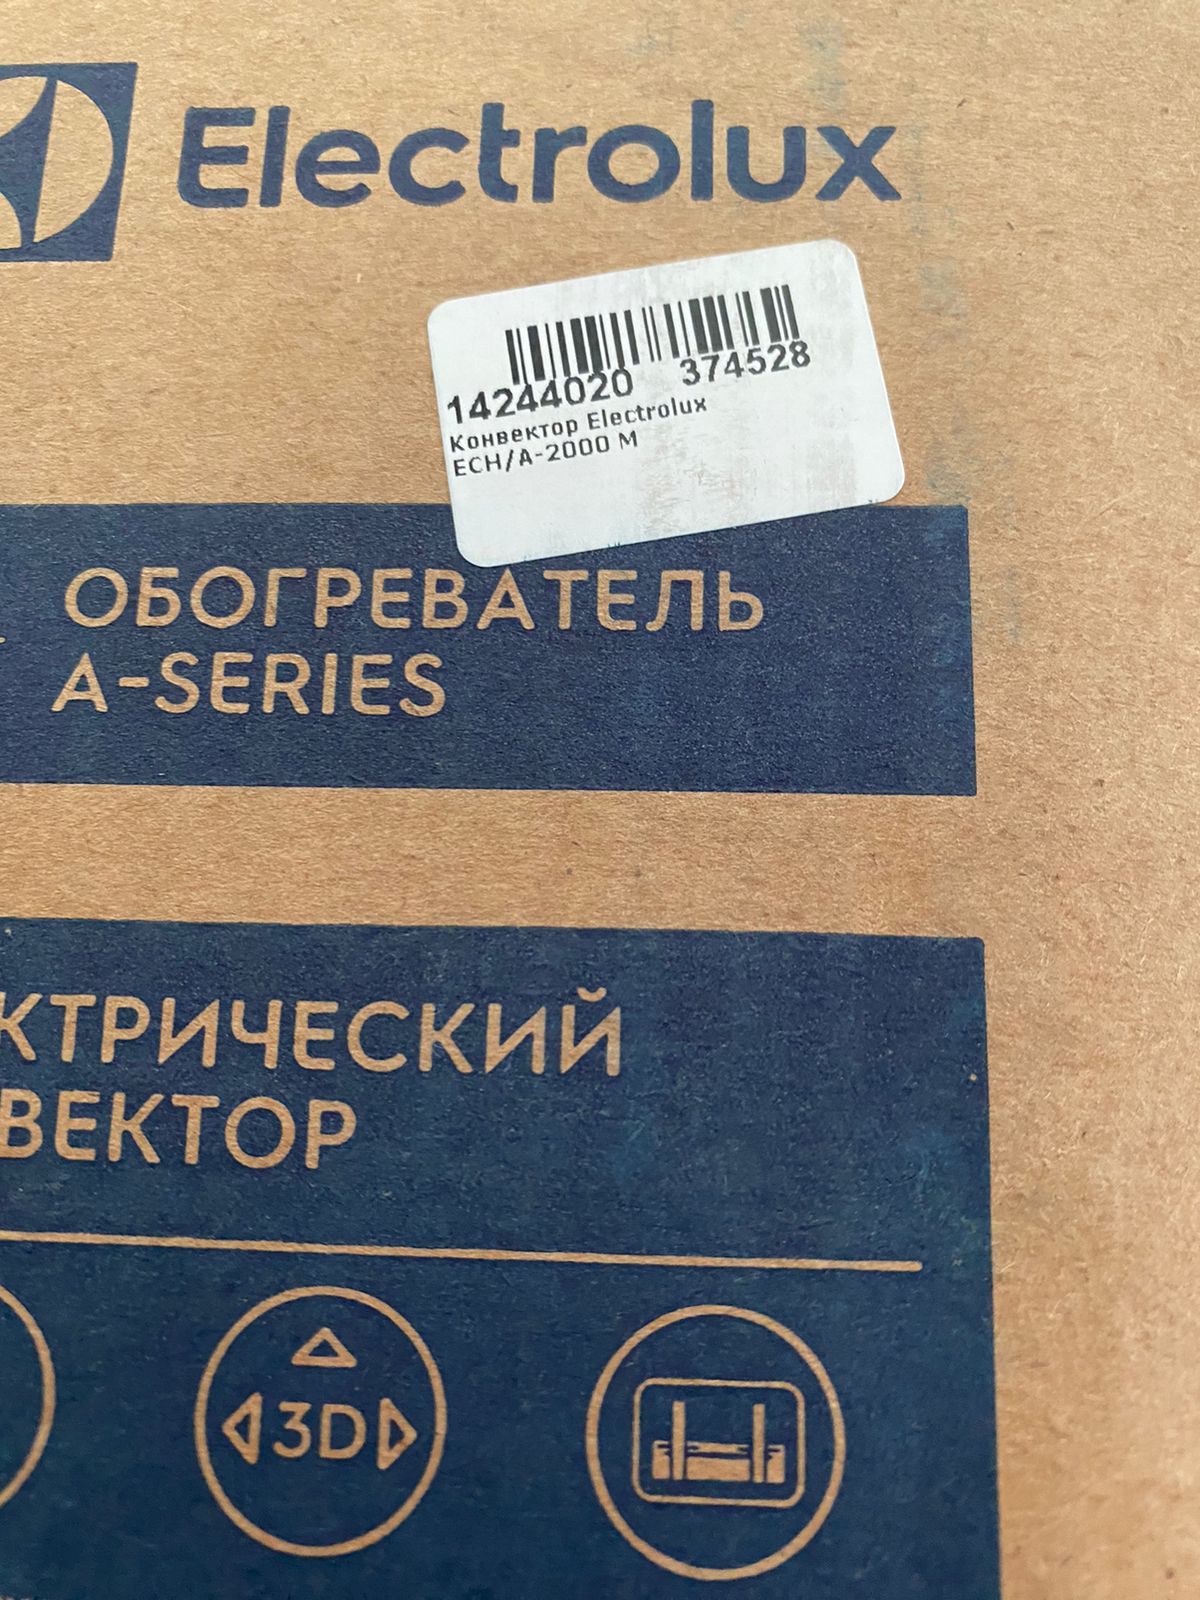 Electrolux
14244020 374528
Конвектор Electrolux
ECH/A-2000 M
ОБОГРЕВАТЕЛЬ
A-SERIES
КТРИЧЕСКИЙ
ВЕКТОР
3D